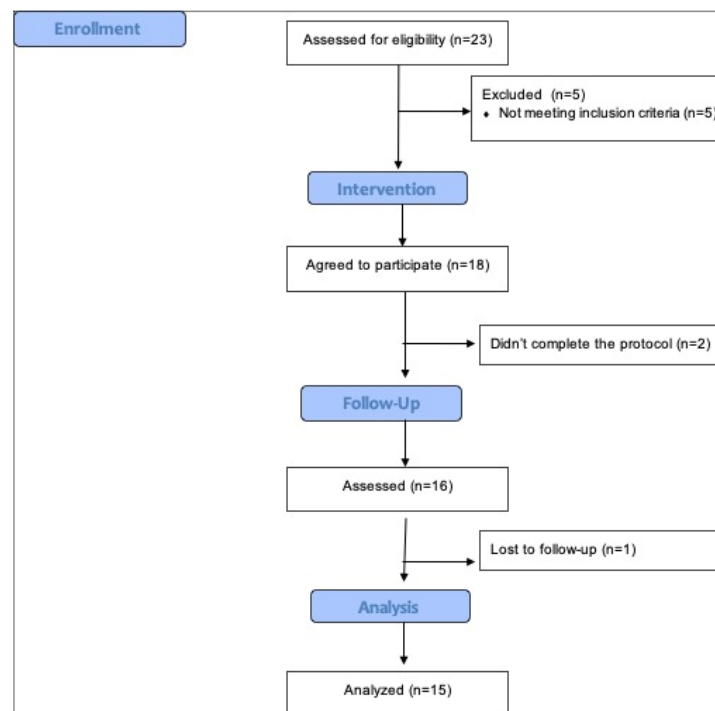 Enrollment
Assessed for eligibility (n=23)
Excluded (n=5)
♦ Not meeting inclusion criteria (n=5)
Intervention
Agreed to participate (n=18)
Didn't complete the protocol (n=2)
Follow-Up
Assessed (n=16)
Lost to follow-up (n=1)
Analysis
Analyzed (n=15)